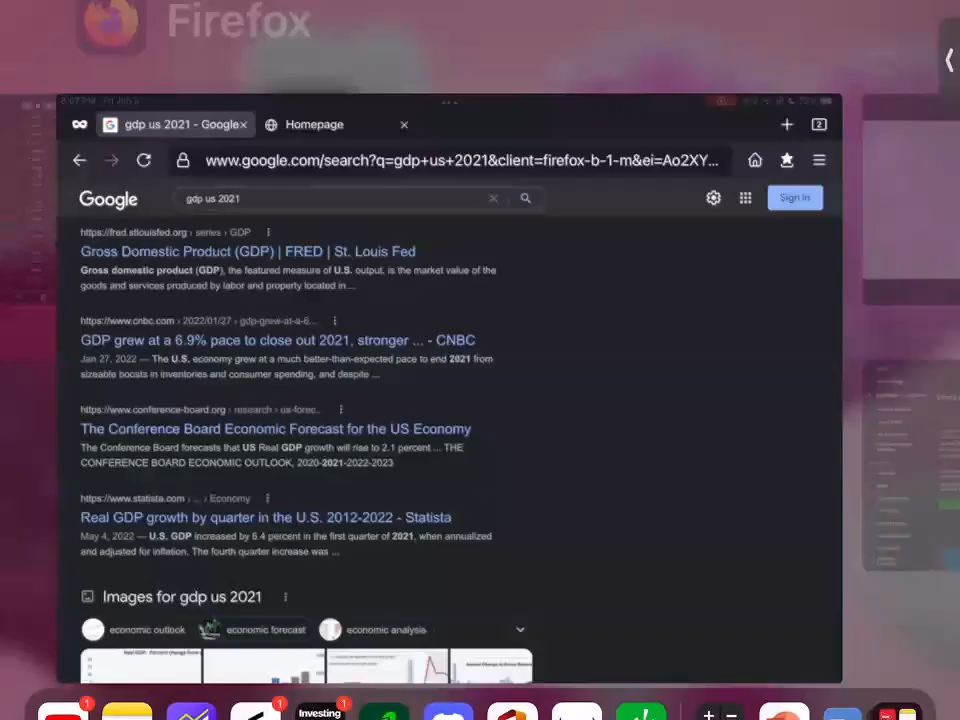 Firefox
gdp us 2021 - Google
Homepage
2
www.google.com/search?q=gdp+us+2021&client=firefox-b-1-m&ei=Ao2XY...
Google
gdp us 2021
Sign in
https://fred.stlouisfed.org › series › GDP
Gross Domestic Product (GDP) | FRED | St. Louis Fed
Gross domestic product (GDP), the featured measure of U.S. output, is the market value of the
goods and services produced by labor and property located in ...
https://www.cnbc.com › 2022/01/27 › gdp-grew-at-a-6...
GDP grew at a 6.9% pace to close out 2021, stronger ... - CNBC
Jan 27, 2022 — The U.S. economy grew at a much better-than-expected pace to end 2021 from
sizeable boosts in inventories and consumer spending, and despite ...
https://www.conference-board.org › research › us-forec...
The Conference Board Economic Forecast for the US Economy
The Conference Board forecasts that US Real GDP growth will rise to 2.1 percent ... THE
CONFERENCE BOARD ECONOMIC OUTLOOK, 2020-2021-2022-2023
https://www.statista.com › ... › Economy
Real GDP growth by quarter in the U.S. 2012-2022 - Statista
May 4, 2022 — U.S. GDP increased by 6.4 percent in the first quarter of 2021, when annualized
and adjusted for inflation. The fourth quarter increase was ...
Images for gdp us 2021
economic outlook
economic forecast
economic analysis
1
1
1
Investing